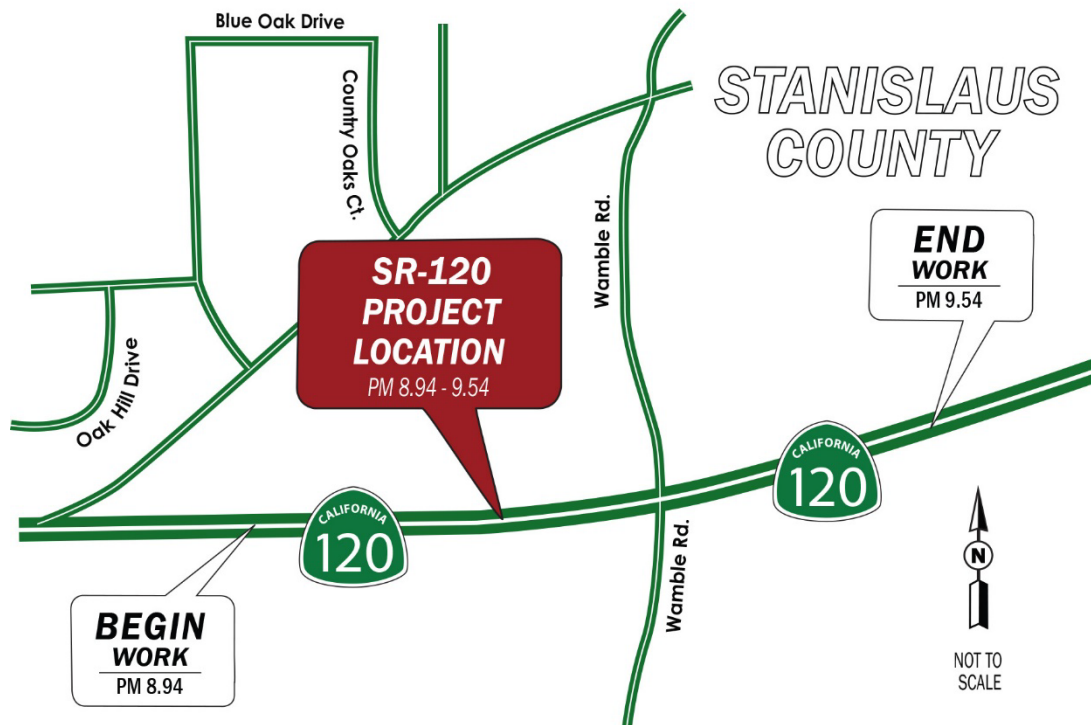 Blue Oak Drive
STANISLAUS
COUNTY
Country Oaks Ct.
Wamble Rd.
END
WORK
PM 9.54
SR-120
PROJECT
LOCATION
PM 8.94 - 9.54
Oak Hill Drive
CALIFORNIA
120
CALIFORNIA
120
Wamble Rd.
N
BEGIN
WORK
PM 8.94
NOT TO
SCALE